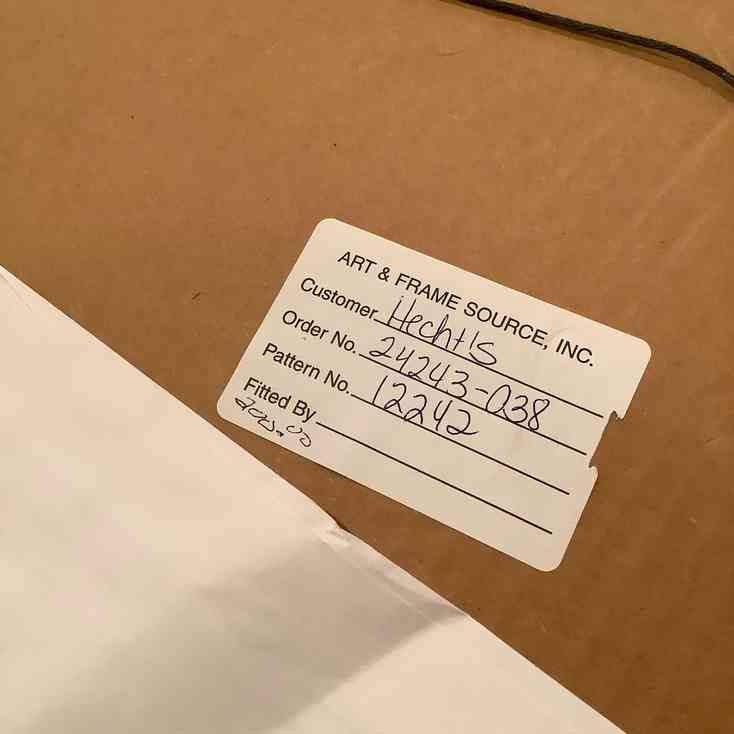 ART & FRAME SOURCE, INC.
Customer Hecht's
Order No. 24243-038
Pattern No. 12242
Fitted By